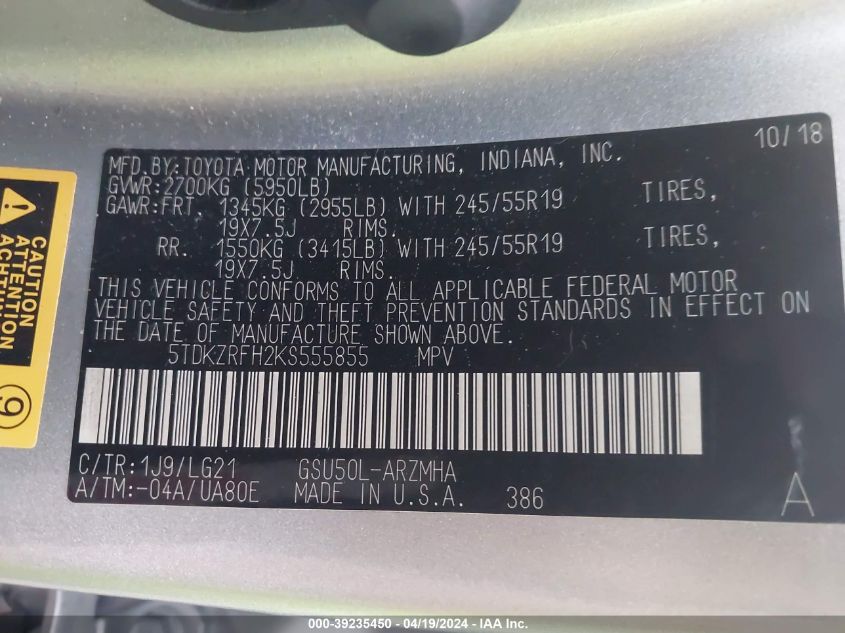 MFD.BY:TOYOTA MOTOR MANUFACTURING, INDIANA, INC. 10/18
GVWR:2700KG (5950LB)
GAWR:FRT. 1345KG (2955LB) WITH 245/55R19 TIRES,
19X7.5J RIMS.
RR. 1550KG (3415LB) WITH 245/55R19 TIRES,
19X7.5J RIMS.
THIS VEHICLE CONFORMS TO ALL APPLICABLE FEDERAL MOTOR
VEHICLE SAFETY AND THEFT PREVENTION STANDARDS IN EFFECT ON
THE DATE OF MANUFACTURE SHOWN ABOVE.
5TDKZRFH2KS555855 MPV
C/TR:1J9/LG21 GSU50L-ARZMHA
A/TM:-04A/UA80E MADE IN U.S.A. 386 A
CAUTION
ATTENTION
ACHTUNG
9
000-39235450 - 04/19/2024 - IAA Inc.